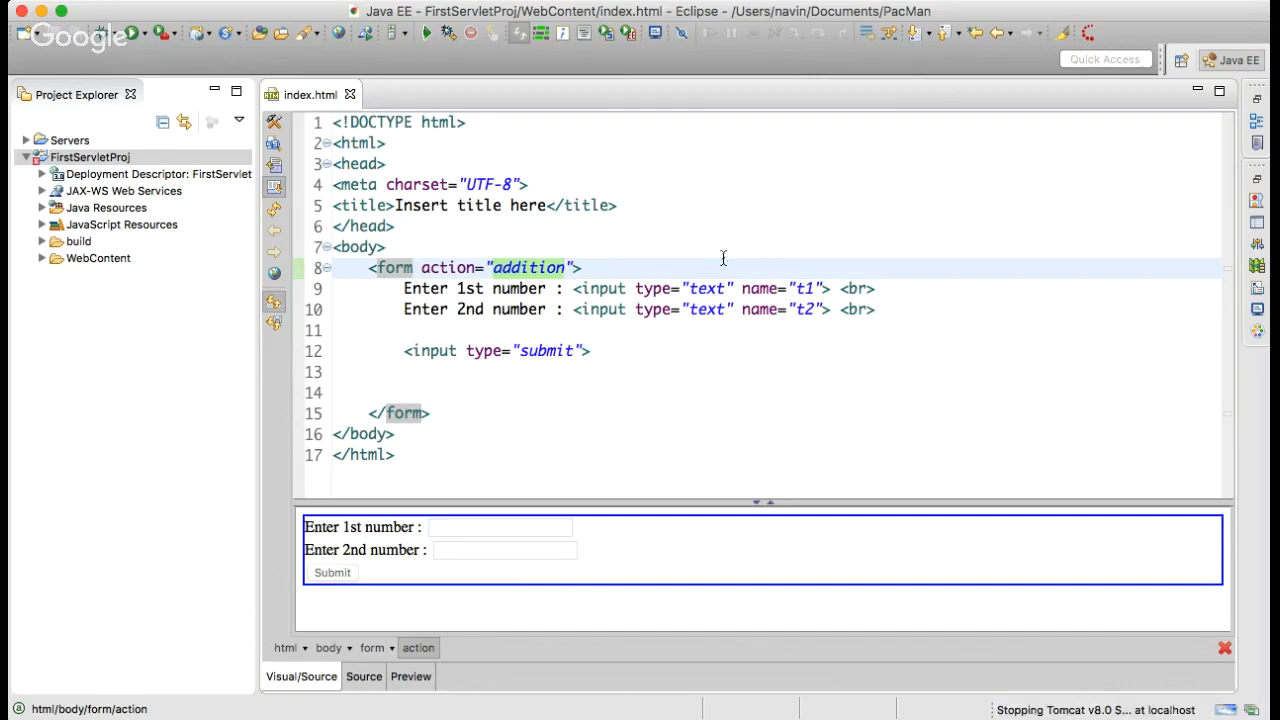 Java EE - FirstServletProj/WebContent/index.html - Eclipse - /Users/navin/Documents/PacMan
Google
Quick Access
Java EE
Project Explorer
index.html
Servers
FirstServletProj
Deployment Descriptor: FirstServlet
JAX-WS Web Services
Java Resources
JavaScript Resources
build
WebContent
1 <!DOCTYPE html>
2 <html>
3 <head>
4 <meta charset="UTF-8">
5 <title>Insert title here</title>
6 </head>
7 <body>
8 <form action="addition">
9 Enter 1st number : <input type="text" name="t1"> <br>
10 Enter 2nd number : <input type="text" name="t2"> <br>
11
12 <input type="submit">
13
14
15 </form>
16 </body>
17 </html>
Enter 1st number :
Enter 2nd number :
Submit
html body form action
Visual/Source Source Preview
html/body/form/action
Stopping Tomcat v8.0 S... at localhost